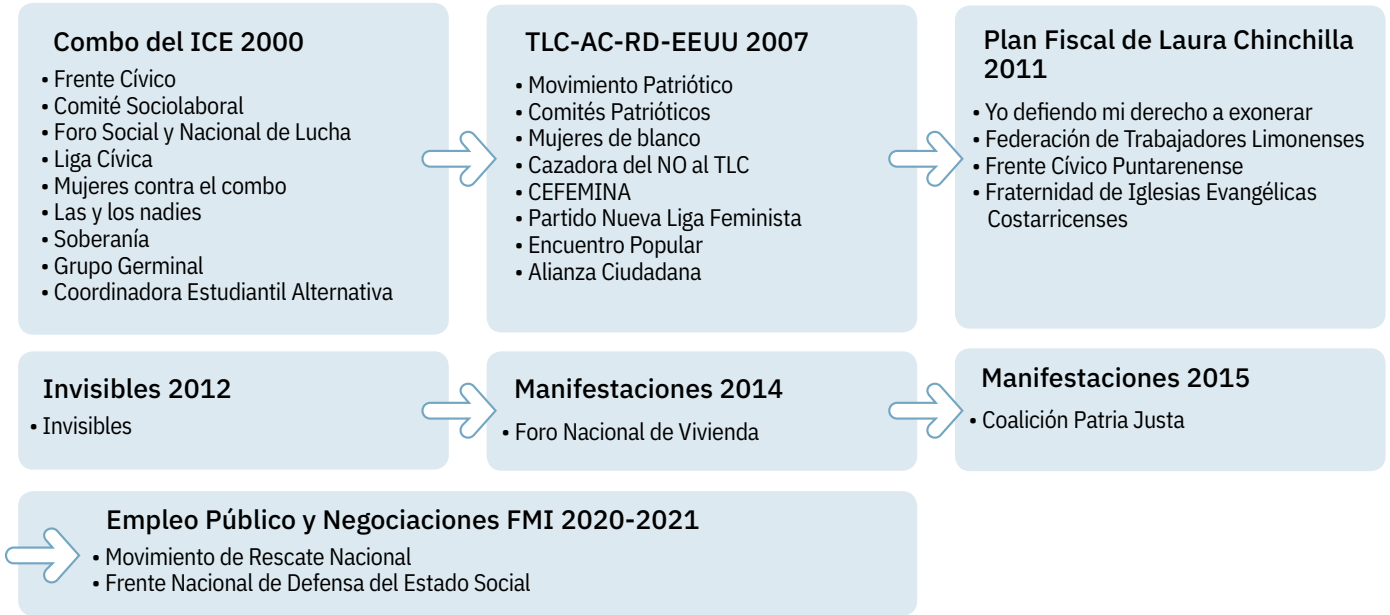 Combo del ICE 2000
• Frente Cívico
• Comité Sociolaboral
• Foro Social y Nacional de Lucha
• Liga Cívica
• Mujeres contra el combo
• Las y los nadies
• Soberanía
• Grupo Germinal
• Coordinadora Estudiantil Alternativa
TLC-AC-RD-EEUU 2007
• Movimiento Patriótico
• Comités Patrióticos
• Mujeres de blanco
• Cazadora del NO al TLC
• CEFEMINA
• Partido Nueva Liga Feminista
• Encuentro Popular
• Alianza Ciudadana
Plan Fiscal de Laura Chinchilla
2011
• Yo defiendo mi derecho a exonerar
• Federación de Trabajadores Limonenses
• Frente Cívico Puntarenense
• Fraternidad de Iglesias Evangélicas
Costarricenses
Invisibles 2012
• Invisibles
Manifestaciones 2014
• Foro Nacional de Vivienda
Manifestaciones 2015
• Coalición Patria Justa
Empleo Público y Negociaciones FMI 2020-2021
• Movimiento de Rescate Nacional
• Frente Nacional de Defensa del Estado Social